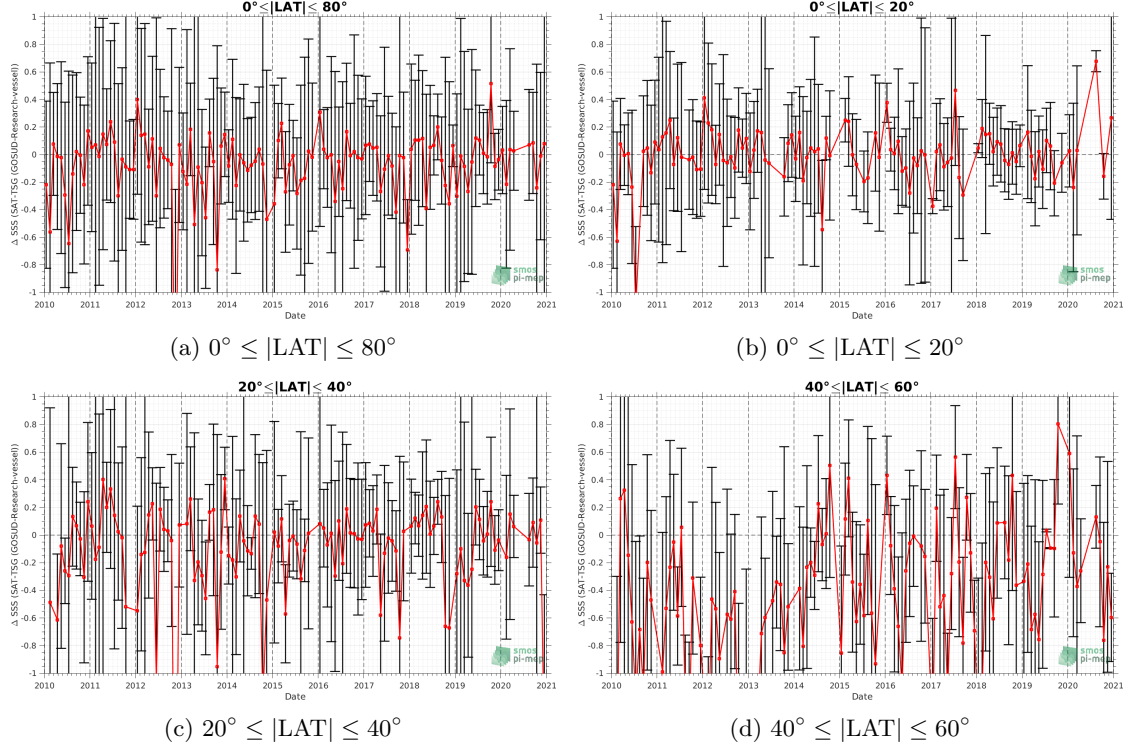 0°≤|LAT|≤ 80°
Δ SSS (SAT-TSG (GOSUD-Research-vessel))
1
0.8
0.6
0.4
0.2
0
-0.2
-0.4
-0.6
-0.8
-1
smos
pi-mep
2010 2011 2012 2013 2014 2015 2016 2017 2018 2019 2020 2021
Date
(a) 0° ≤ |LAT| ≤ 80°
0°≤|LAT|≤ 20°
Δ SSS (SAT-TSG (GOSUD-Research-vessel))
1
0.8
0.6
0.4
0.2
0
-0.2
-0.4
-0.6
-0.8
-1
smos
pi-mep
2010 2011 2012 2013 2014 2015 2016 2017 2018 2019 2020 2021
Date
(b) 0° ≤ |LAT| ≤ 20°
20°≤|LAT|≤ 40°
Δ SSS (SAT-TSG (GOSUD-Research-vessel))
1
0.8
0.6
0.4
0.2
0
-0.2
-0.4
-0.6
-0.8
-1
smos
pi-mep
2010 2011 2012 2013 2014 2015 2016 2017 2018 2019 2020 2021
Date
(c) 20° ≤ |LAT| ≤ 40°
40°≤|LAT|≤ 60°
Δ SSS (SAT-TSG (GOSUD-Research-vessel))
1
0.8
0.6
0.4
0.2
0
-0.2
-0.4
-0.6
-0.8
-1
smos
pi-mep
2010 2011 2012 2013 2014 2015 2016 2017 2018 2019 2020 2021
Date
(d) 40° ≤ |LAT| ≤ 60°